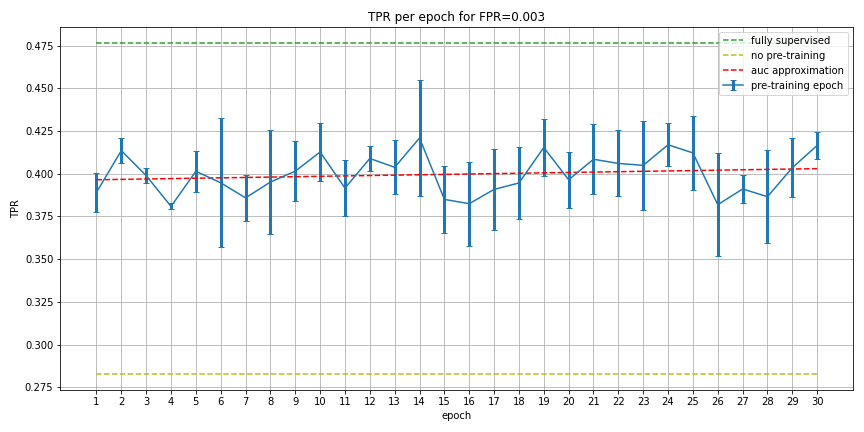 TPR per epoch for FPR=0.003
fully supervised
no pre-training
auc approximation
pre-training epoch
TPR
0.475
0.450
0.425
0.400
0.375
0.350
0.325
0.300
0.275
1 2 3 4 5 6 7 8 9 10 11 12 13 14 15 16 17 18 19 20 21 22 23 24 25 26 27 28 29 30
epoch